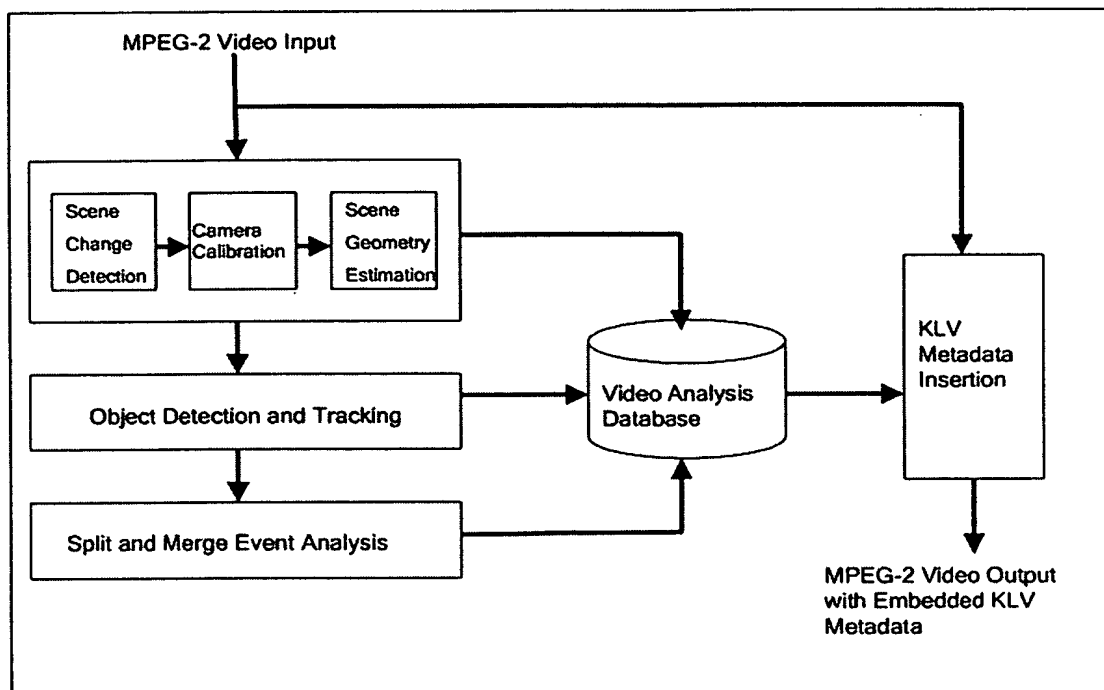 MPEG-2 Video Input
Scene
Change
Detection
Camera
Calibration
Scene
Geometry
Estimation
KLV
Metadata
Insertion
Video Analysis
Database
Object Detection and Tracking
Split and Merge Event Analysis
MPEG-2 Video Output
with Embedded KLV
Metadata